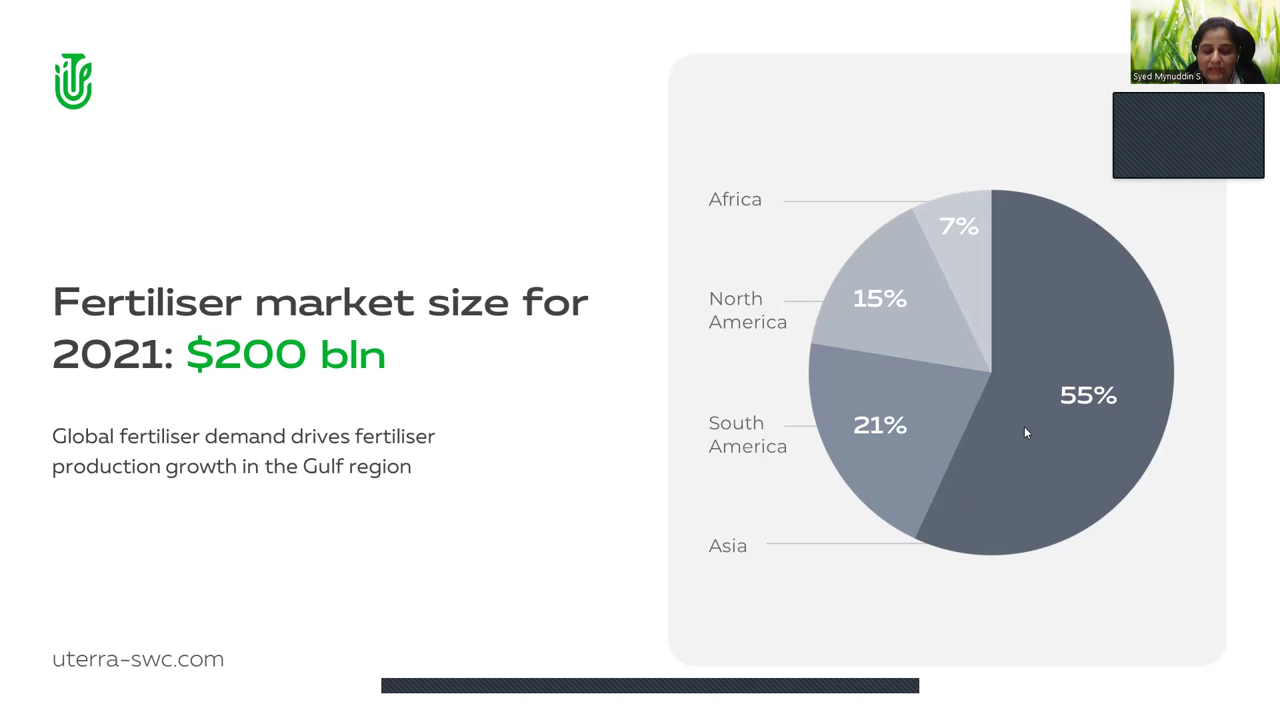 Syed Mynuddin S
Fertiliser market size for
2021: $200 bln
Global fertiliser demand drives fertiliser
production growth in the Gulf region
uterra-swc.com
Africa
7%
North
America
15%
South
America
21%
55%
Asia